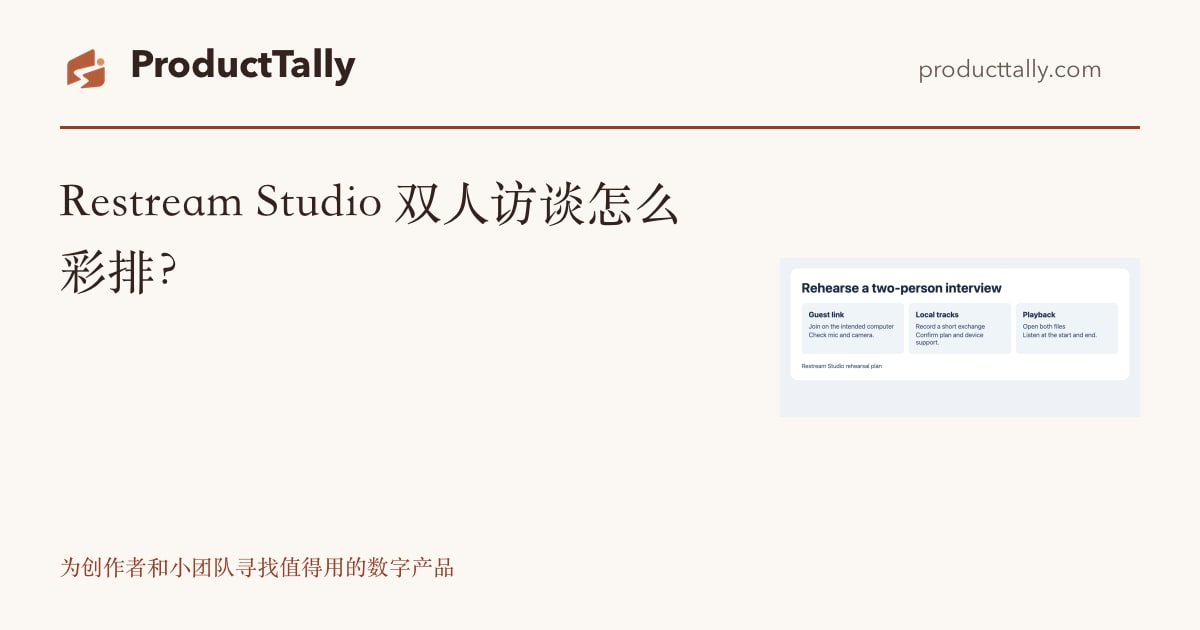 ProductTally
producttally.com
Restream Studio 双人访谈怎么
彩排?
Rehearse a two-person interview
Guest link
Join on the intended computer
Check mic and camera.
Local tracks
Record a short exchange
Confirm plan and device
support.
Playback
Open both files
Listen at the start and end.
Restream Studio rehearsal plan
为创作者和小团队寻找值得用的数字产品